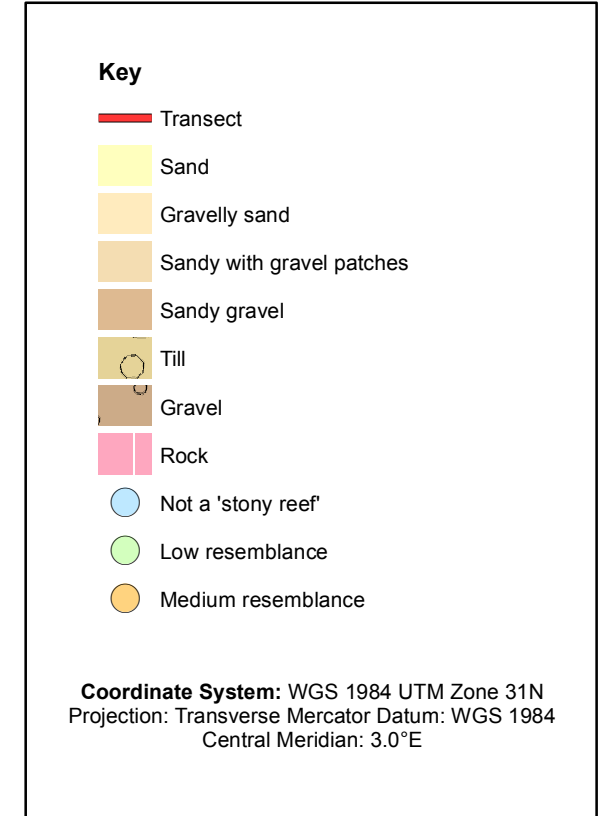 Key
Transect
Sand
Gravelly sand
Sandy with gravel patches
Sandy gravel
Till
Gravel
Rock
Not a 'stony reef'
Low resemblance
Medium resemblance
Coordinate System: WGS 1984 UTM Zone 31N
Projection: Transverse Mercator Datum: WGS 1984
Central Meridian: 3.0°E